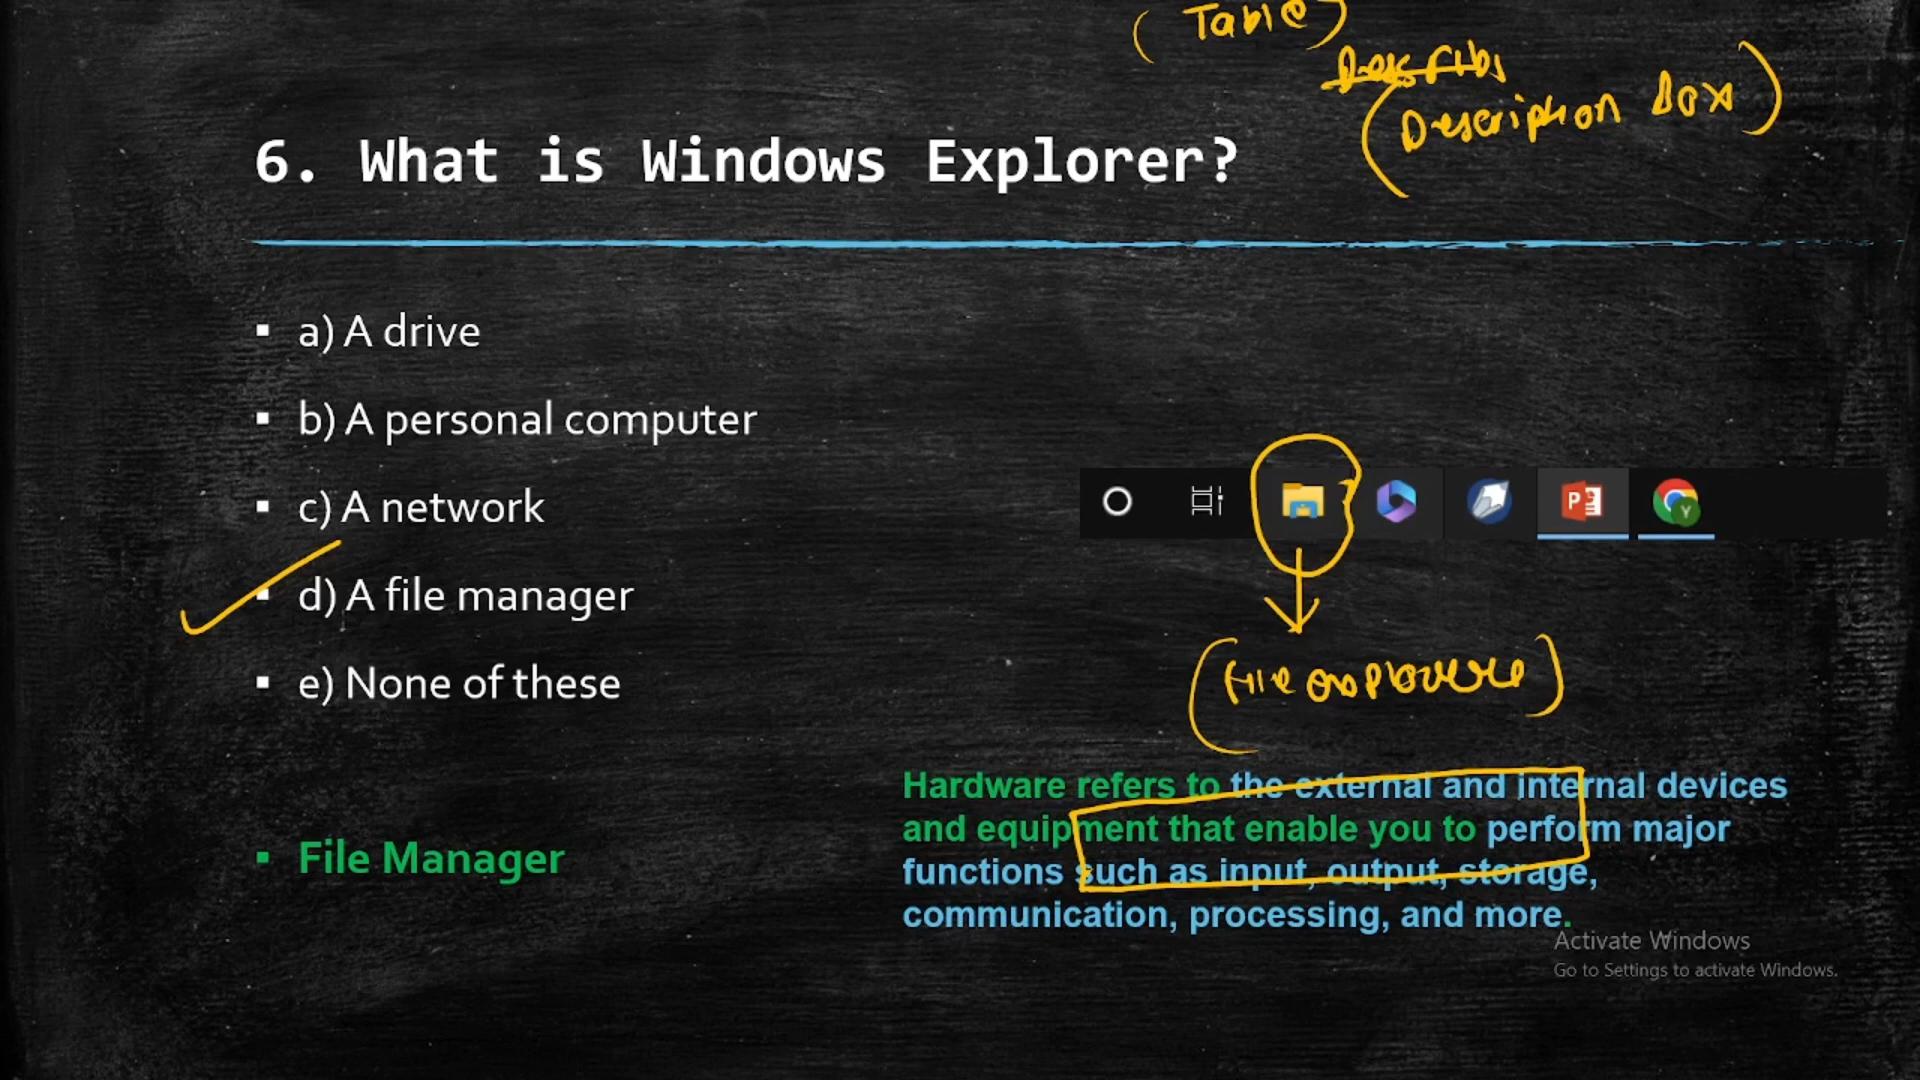 ( Table )
(Description Box)
6. What is Windows Explorer?
▪ a) A drive
▪ b) A personal computer
▪ c) A network
▪ d) A file manager
▪ e) None of these
▪ File Manager
(File
Hardware refers to the external and internal devices
and equipment that enable you to perform major
functions such as input, output, storage,
communication, processing, and more.
Activate Windows
Go to Settings to activate Windows.